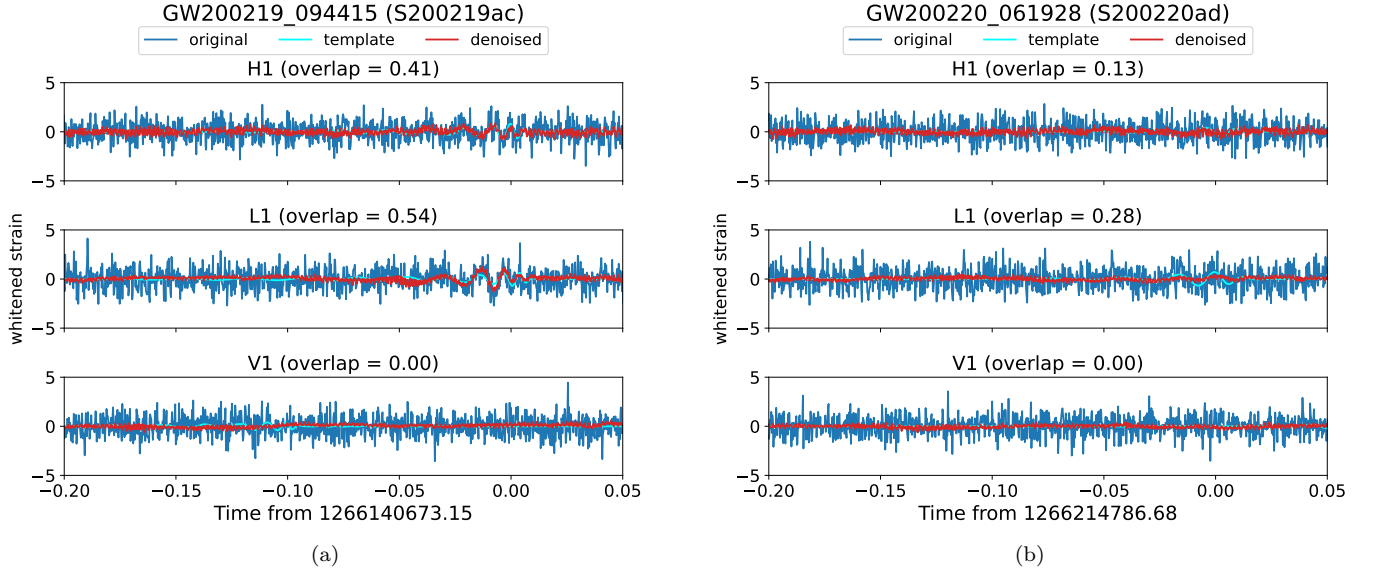 GW200219_094415 (S200219ac)
original template denoised
H1 (overlap = 0.41)
5
0
−5
L1 (overlap = 0.54)
5
0
−5
whitened strain
V1 (overlap = 0.00)
5
0
−5
−0.20 −0.15 −0.10 −0.05 0.00 0.05
Time from 1266140673.15
(a)
GW200220_061928 (S200220ad)
original template denoised
H1 (overlap = 0.13)
5
0
−5
L1 (overlap = 0.28)
5
0
−5
whitened strain
V1 (overlap = 0.00)
5
0
−5
−0.20 −0.15 −0.10 −0.05 0.00 0.05
Time from 1266214786.68
(b)